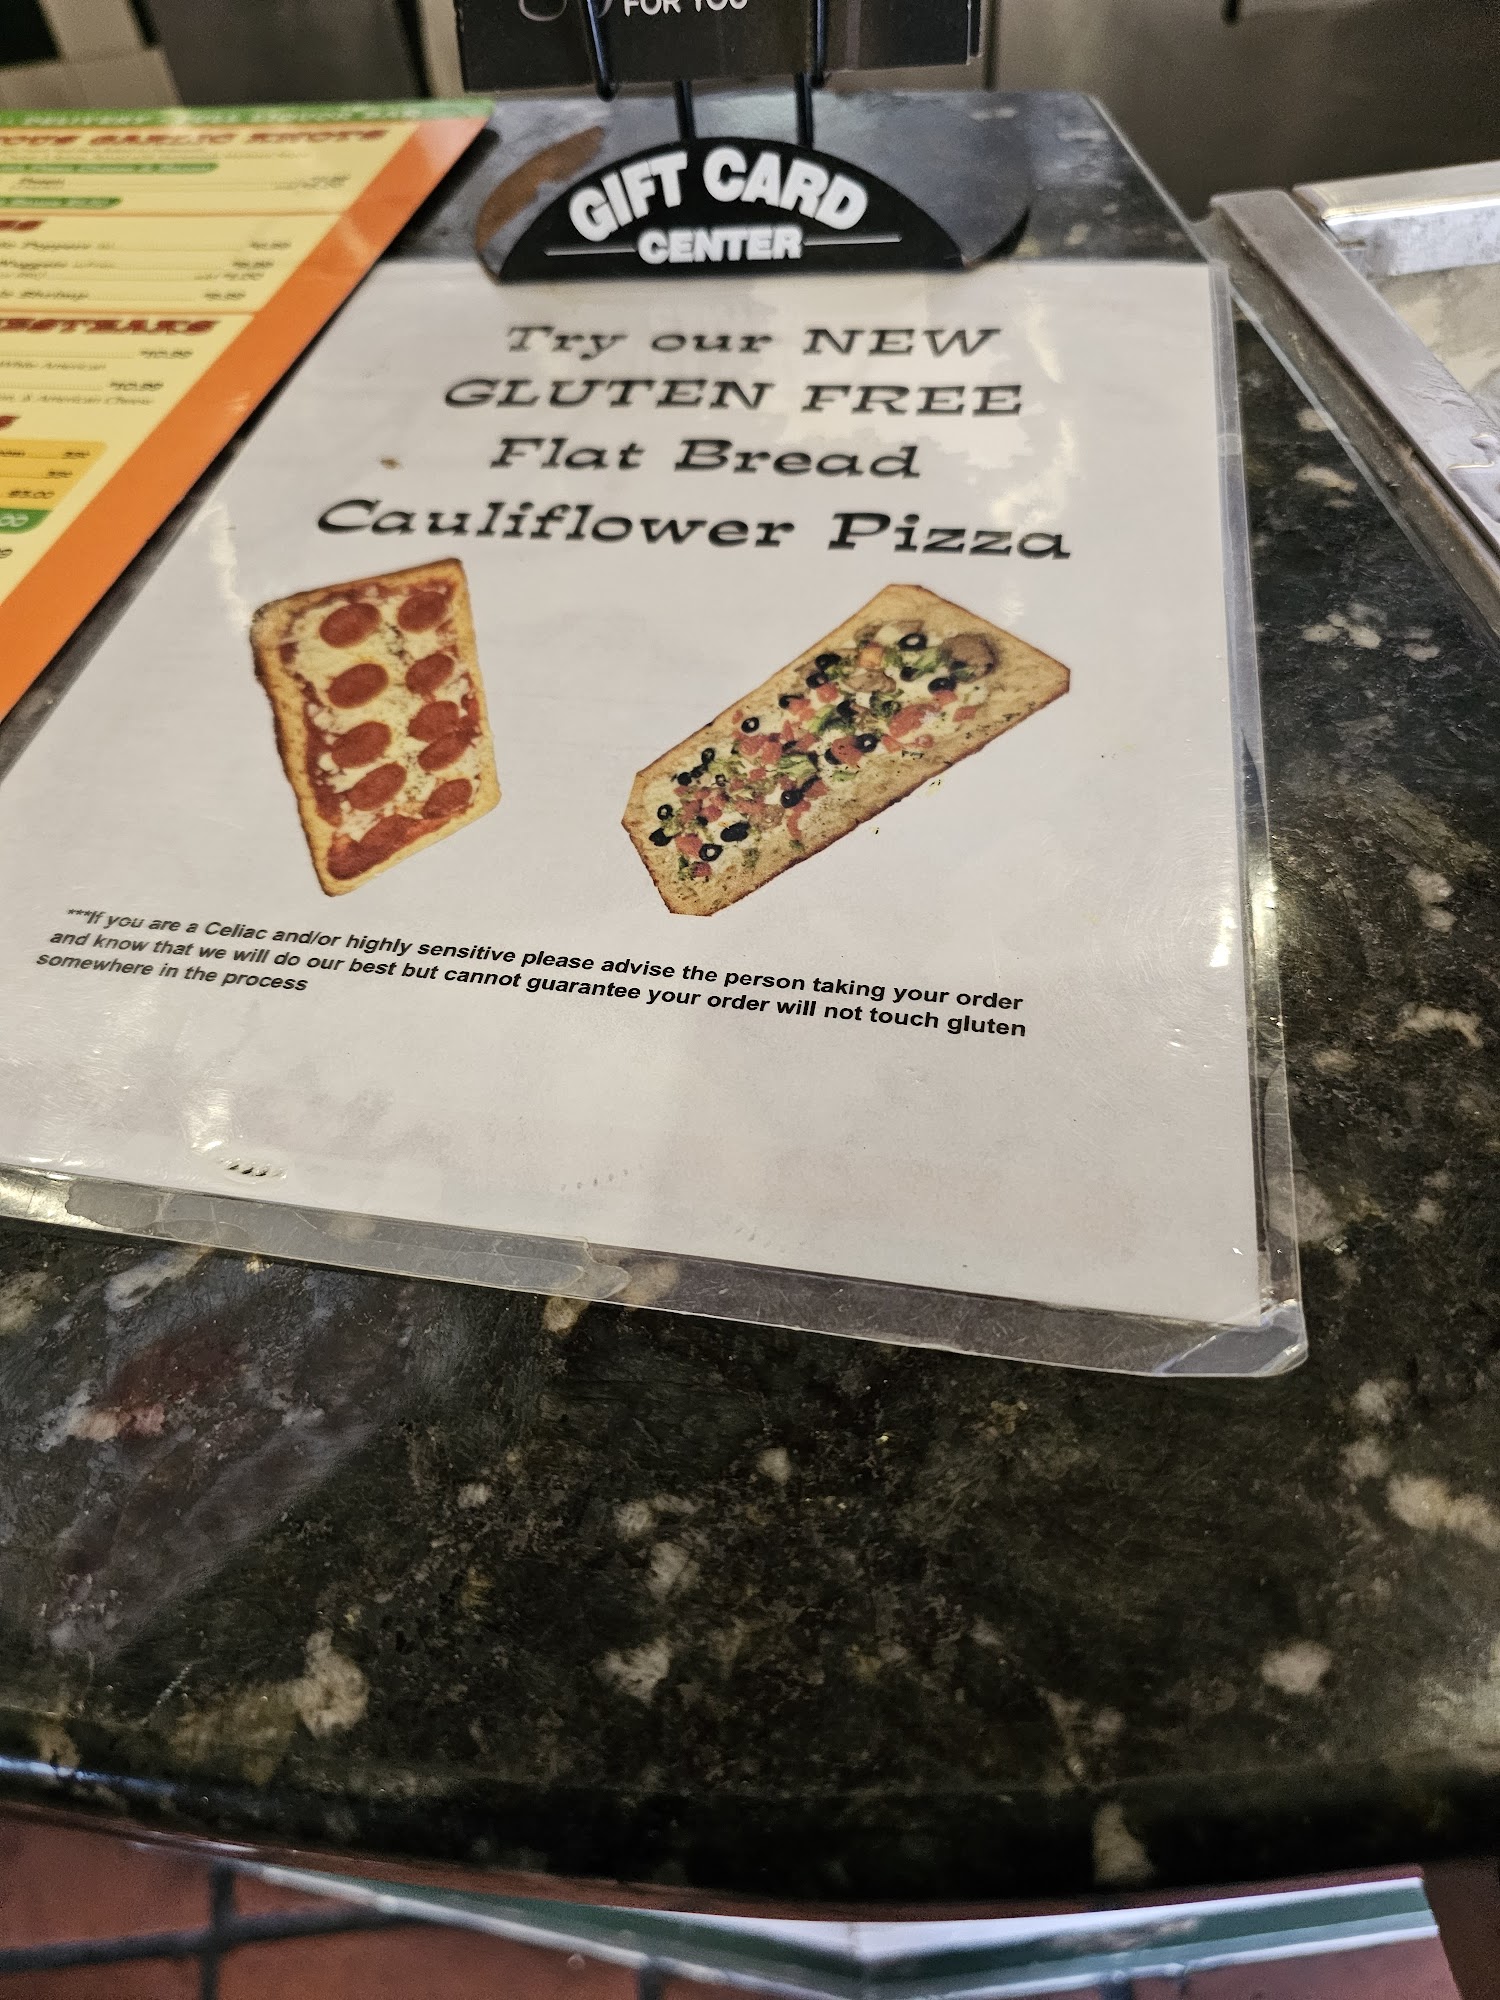 FOR YOU
GIFT CARD
CENTER
Try our NEW
GLUTEN FREE
Flat Bread
Cauliflower Pizza
***If you are a Celiac and/or highly sensitive please advise the person taking your order
and know that we will do our best but cannot guarantee your order will not touch gluten
somewhere in the process
GARLIC KNOTS